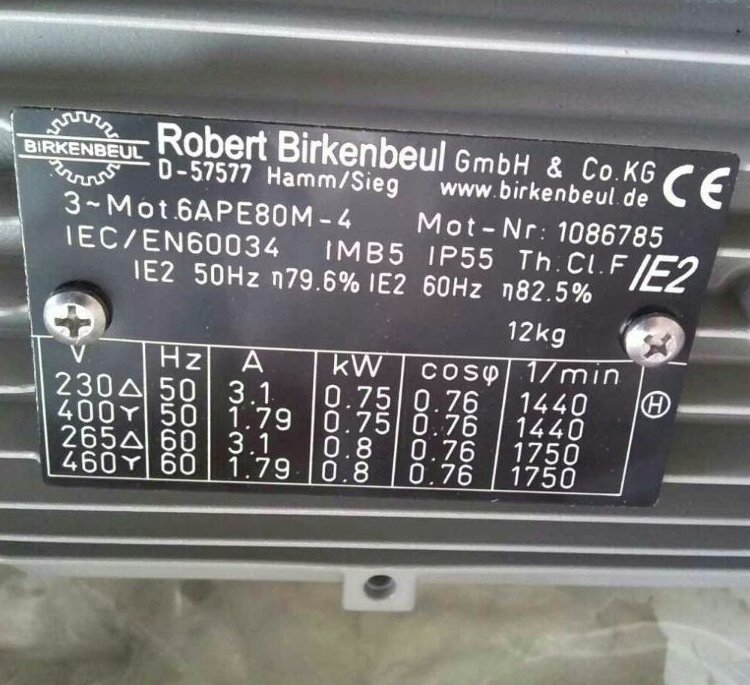 BIRKENBEUL
Robert Birkenbeul GmbH & Co.KG CE
D-57577 Hamm/Sieg www.birkenbeul.de
3~Mot.6APE80M-4 Mot-Nr: 1086785
IEC/EN60034 IMB5 IP55 Th.Cl.F IE2
IE2 50Hz η79.6% IE2 60Hz η82.5%
12kg
V Hz A kW cosφ 1/min
230△ 50 3.1 0.75 0.76 1440
400Y 50 1.79 0.75 0.76 1440
265△ 60 3.1 0.8 0.76 1750
460Y 60 1.79 0.8 0.76 1750
H